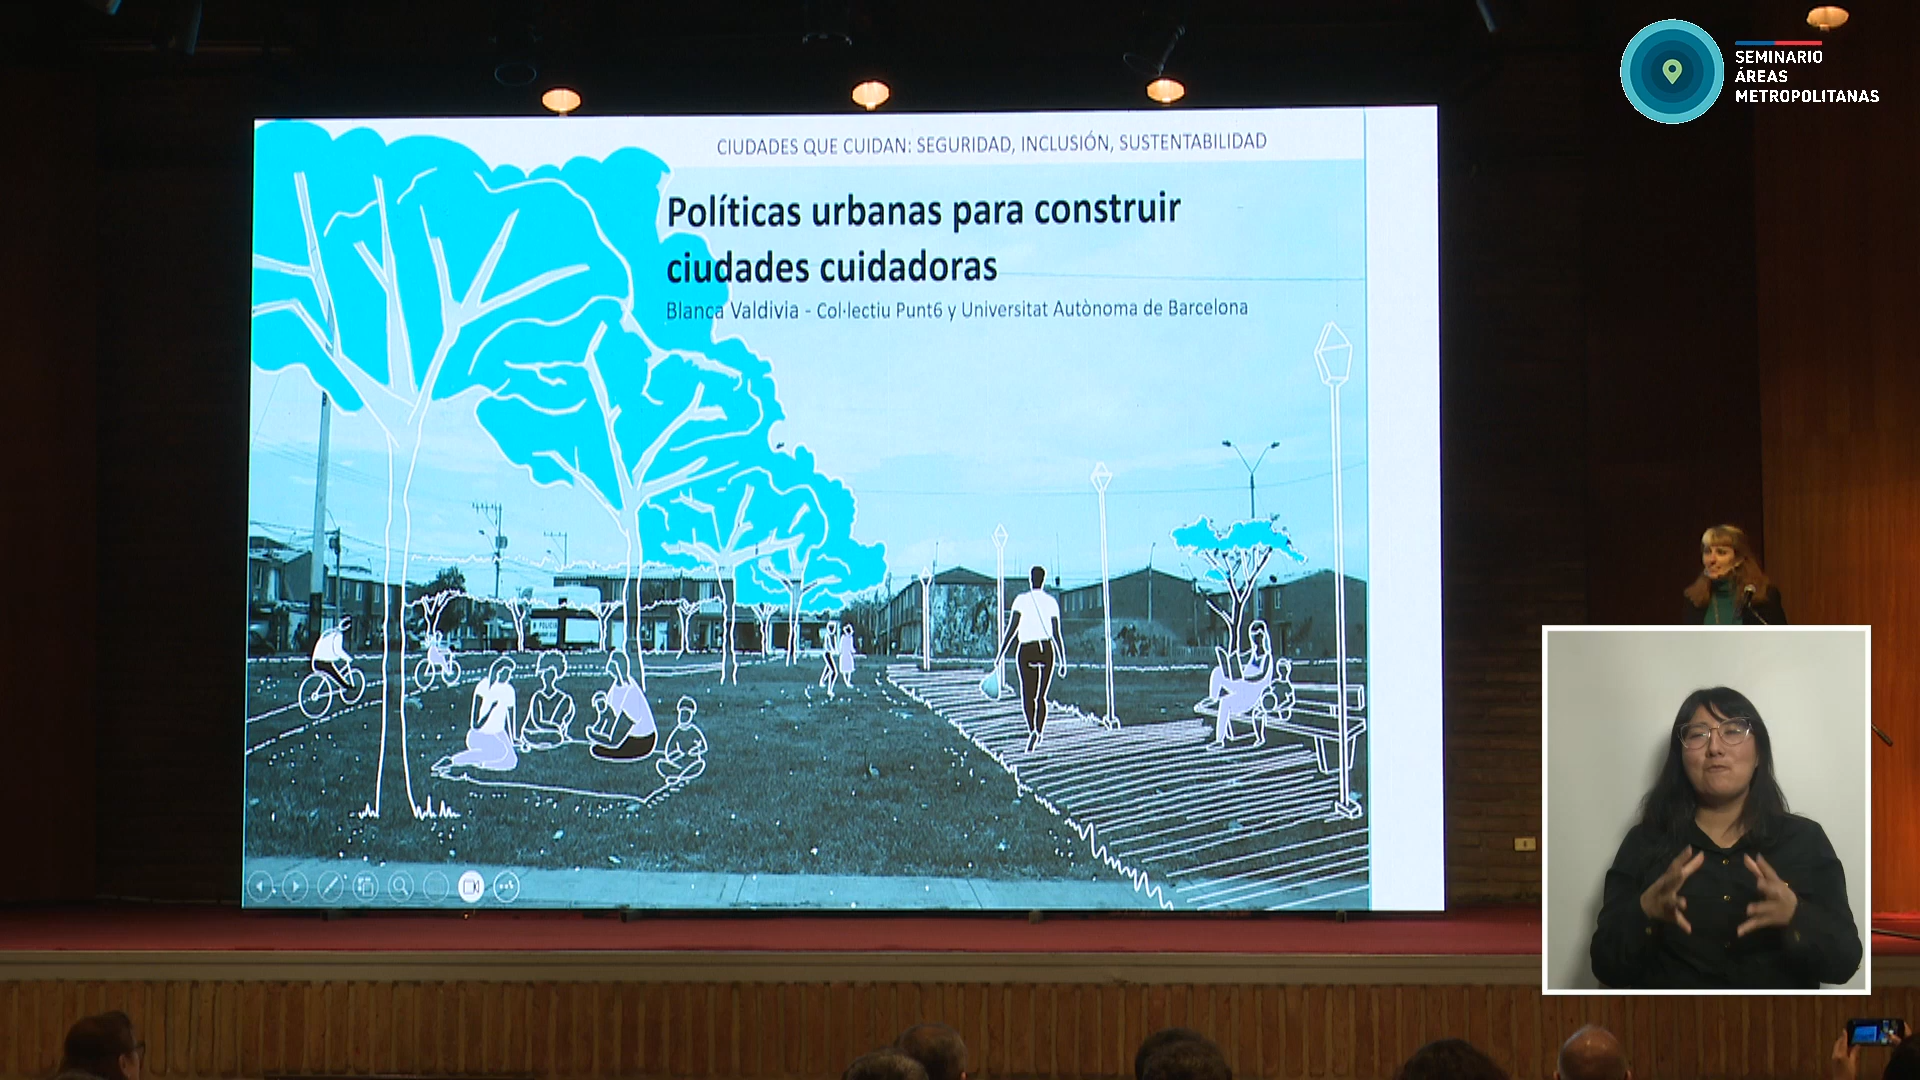 SEMINARIO
ÁREAS
METROPOLITANAS
CIUDADES QUE CUIDAN: SEGURIDAD, INCLUSIÓN, SUSTENTABILIDAD
Políticas urbanas para construir
ciudades cuidadoras
Blanca Valdivia - Col·lectiu Punt6 y Universitat Autònoma de Barcelona